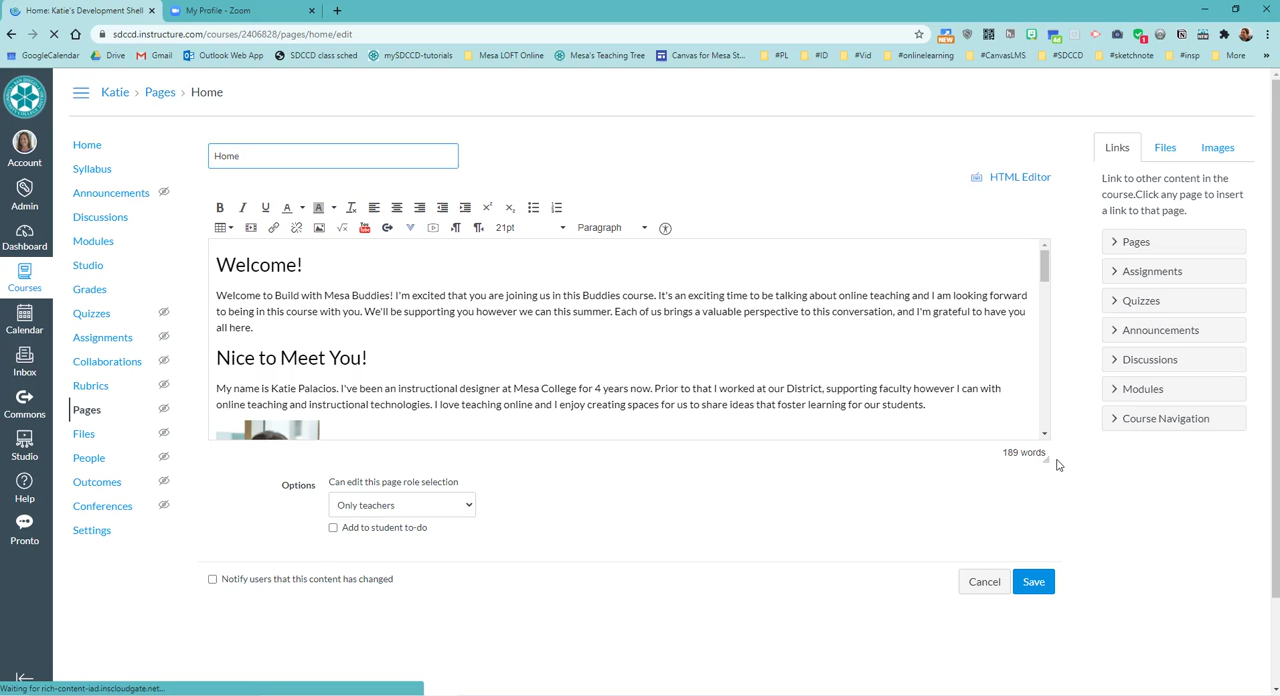 Home: Katie's Development Shell
My Profile - Zoom
sdccd.instructure.com/courses/2406828/pages/home/edit
NEW
GoogleCalendar
Drive
Gmail
Outlook Web App
SDCCD class sched
mySDCCD-tutorials
Mesa LOFT Online
Mesa's Teaching Tree
Canvas for Mesa St...
#PL
#ID
#Vid
#onlinelearning
#CanvasLMS
#SDCCD
#sketchnote
#insp
More
Katie > Pages > Home
Account
Admin
Dashboard
Courses
Calendar
Inbox
Commons
Studio
Help
Pronto
Home
Syllabus
Announcements
Discussions
Modules
Studio
Grades
Quizzes
Assignments
Collaborations
Rubrics
Pages
Files
People
Outcomes
Conferences
Settings
Home
HTML Editor
21pt
Paragraph
Welcome!
Welcome to Build with Mesa Buddies! I'm excited that you are joining us in this Buddies course. It's an exciting time to be talking about online teaching and I am looking forward
to being in this course with you. We'll be supporting you however we can this summer. Each of us brings a valuable perspective to this conversation, and I'm grateful to have you
all here.
Nice to Meet You!
My name is Katie Palacios. I've been an instructional designer at Mesa College for 4 years now. Prior to that I worked at our District, supporting faculty however I can with
online teaching and instructional technologies. I love teaching online and I enjoy creating spaces for us to share ideas that foster learning for our students.
189 words
Options
Can edit this page role selection
Only teachers
Add to student to-do
Notify users that this content has changed
Cancel
Save
Links
Files
Images
Link to other content in the
course.Click any page to insert
a link to that page.
Pages
Assignments
Quizzes
Announcements
Discussions
Modules
Course Navigation
Waiting for rich-content-iad.inscloudgate.net...